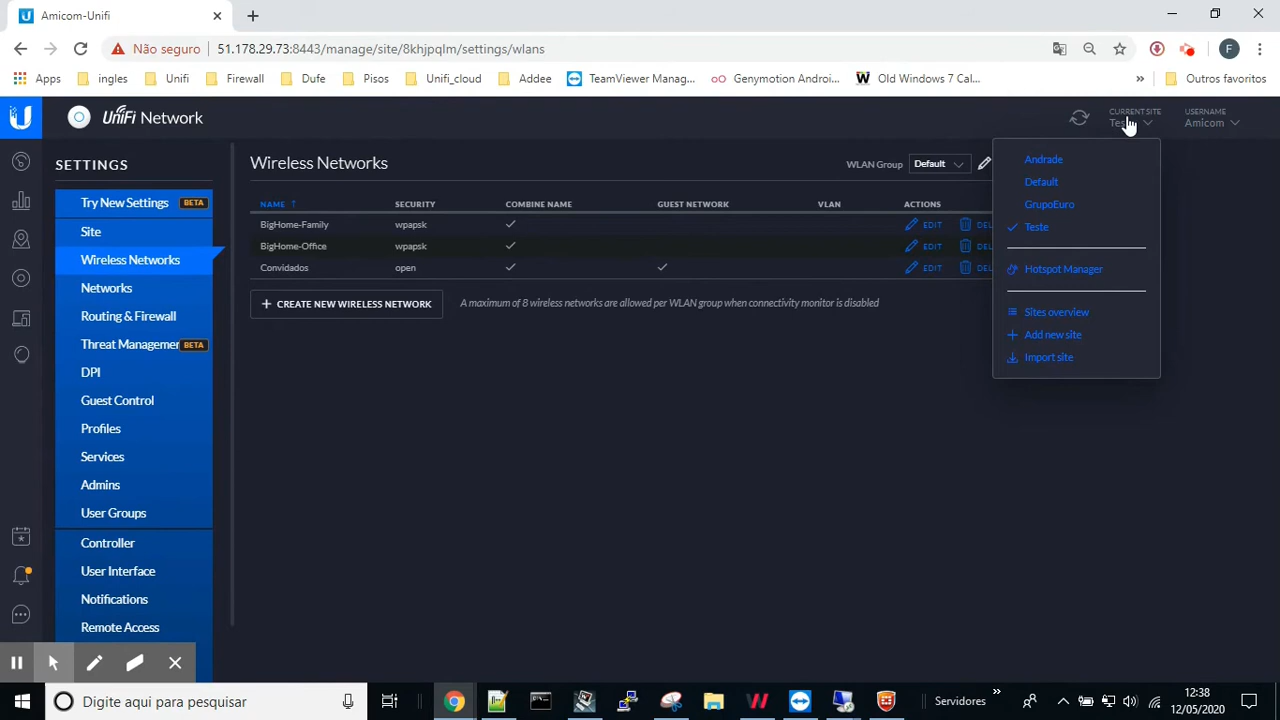 Amicom-Unifi
Não seguro 51.178.29.73:8443/manage/site/8khjpqlm/settings/wlans
F
Apps ingles Unifi Firewall Dufe Pisos Unifi_cloud Addee TeamViewer Manag... Genymotion Androi... Old Windows 7 Cal... » Outros favoritos
UniFi Network
CURRENT SITE USERNAME
Amicom
SETTINGS
Try New Settings BETA
Site
Wireless Networks
Networks
Routing & Firewall
Threat Managemer BETA
DPI
Guest Control
Profiles
Services
Admins
User Groups
Controller
User Interface
Notifications
Remote Access
Wireless Networks
WLAN Group Default
NAME SECURITY COMBINE NAME GUEST NETWORK VLAN ACTIONS
BigHome-Family wpapsk EDIT DEL
BigHome-Office wpapsk EDIT DEL
Convidados open EDIT DEL
+ CREATE NEW WIRELESS NETWORK A maximum of 8 wireless networks are allowed per WLAN group when connectivity monitor is disabled
Andrade
Default
GrupoEuro
Teste
Hotspot Manager
Sites overview
Add new site
Import site
Digite aqui para pesquisar
Servidores »
12:38
12/05/2020